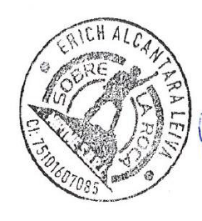 ERICH ALCANTARA LEIVA
SOBRE
LA ROCA
CI: 75101607085